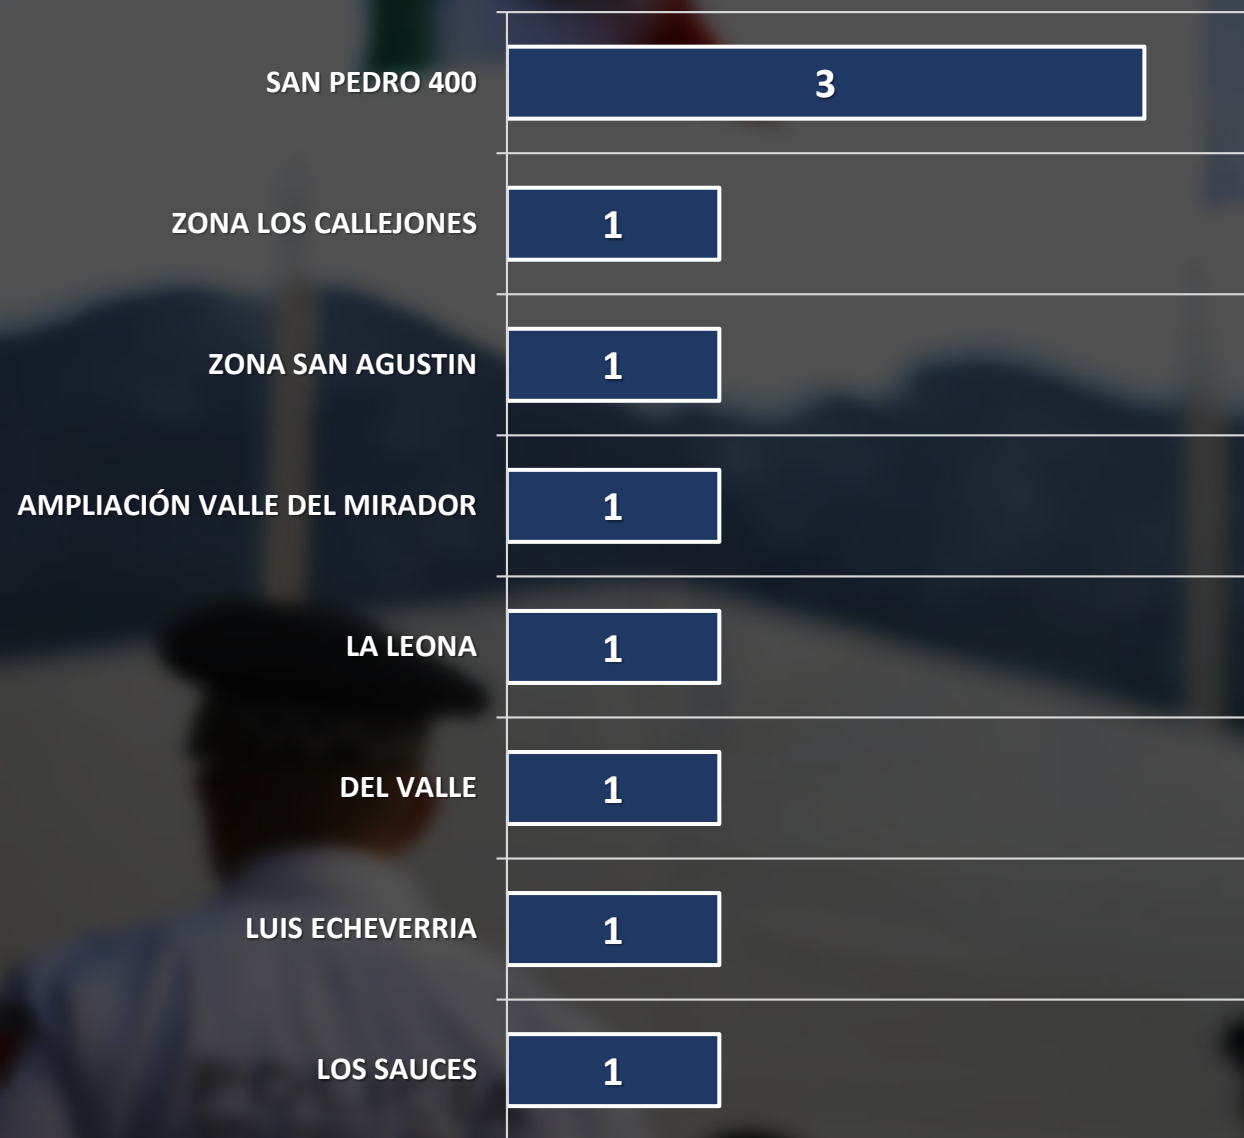 SAN PEDRO 400 3
ZONA LOS CALLEJONES 1
ZONA SAN AGUSTIN 1
AMPLIACIÓN VALLE DEL MIRADOR 1
LA LEONA 1
DEL VALLE 1
LUIS ECHEVERRIA 1
LOS SAUCES 1